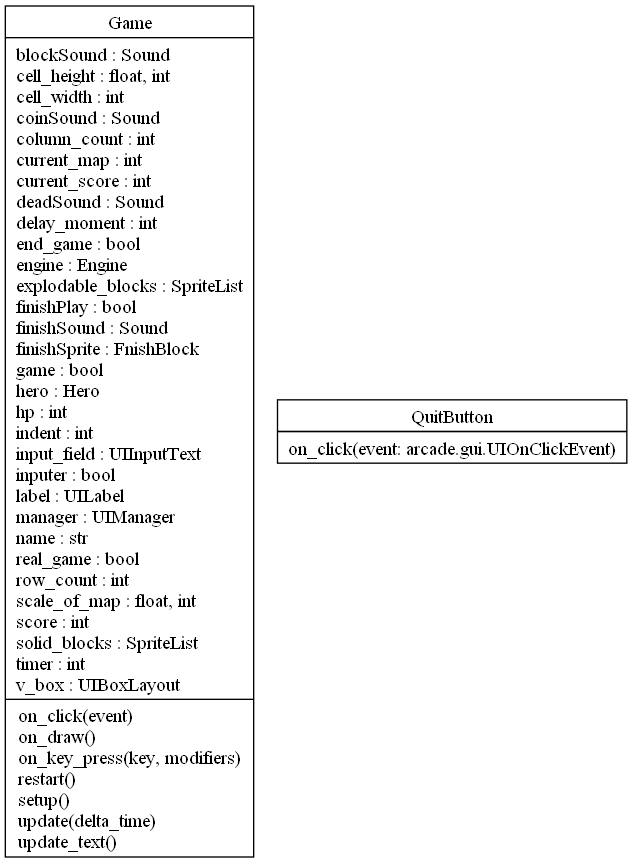 Game
blockSound : Sound
cell_height : float, int
cell_width : int
coinSound : Sound
column_count : int
current_map : int
current_score : int
deadSound : Sound
delay_moment : int
end_game : bool
engine : Engine
explodable_blocks : SpriteList
finishPlay : bool
finishSound : Sound
finishSprite : FnishBlock
game : bool
hero : Hero
hp : int
indent : int
input_field : UIInputText
inputer : bool
label : UILabel
manager : UIManager
name : str
real_game : bool
row_count : int
scale_of_map : float, int
score : int
solid_blocks : SpriteList
timer : int
v_box : UIBoxLayout
on_click(event)
on_draw()
on_key_press(key, modifiers)
restart()
setup()
update(delta_time)
update_text()
QuitButton
on_click(event: arcade.gui.UIOnClickEvent)